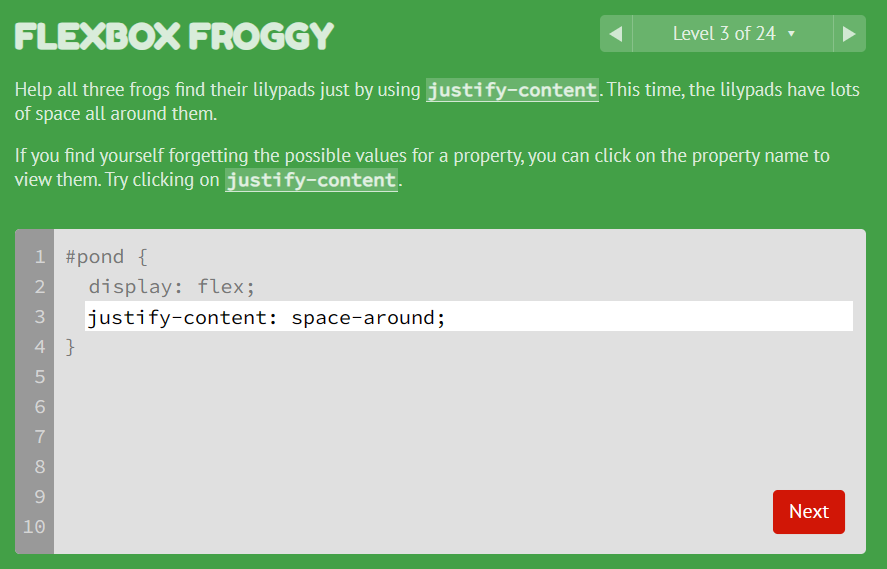 FLEXBOX FROGGY
◀ Level 3 of 24 ▼ ▶
Help all three frogs find their lilypads just by using justify-content. This time, the lilypads have lots
of space all around them.
If you find yourself forgetting the possible values for a property, you can click on the property name to
view them. Try clicking on justify-content.
1 #pond {
2 display: flex;
3 justify-content: space-around;
4 }
5
6
7
8
9
10
Next